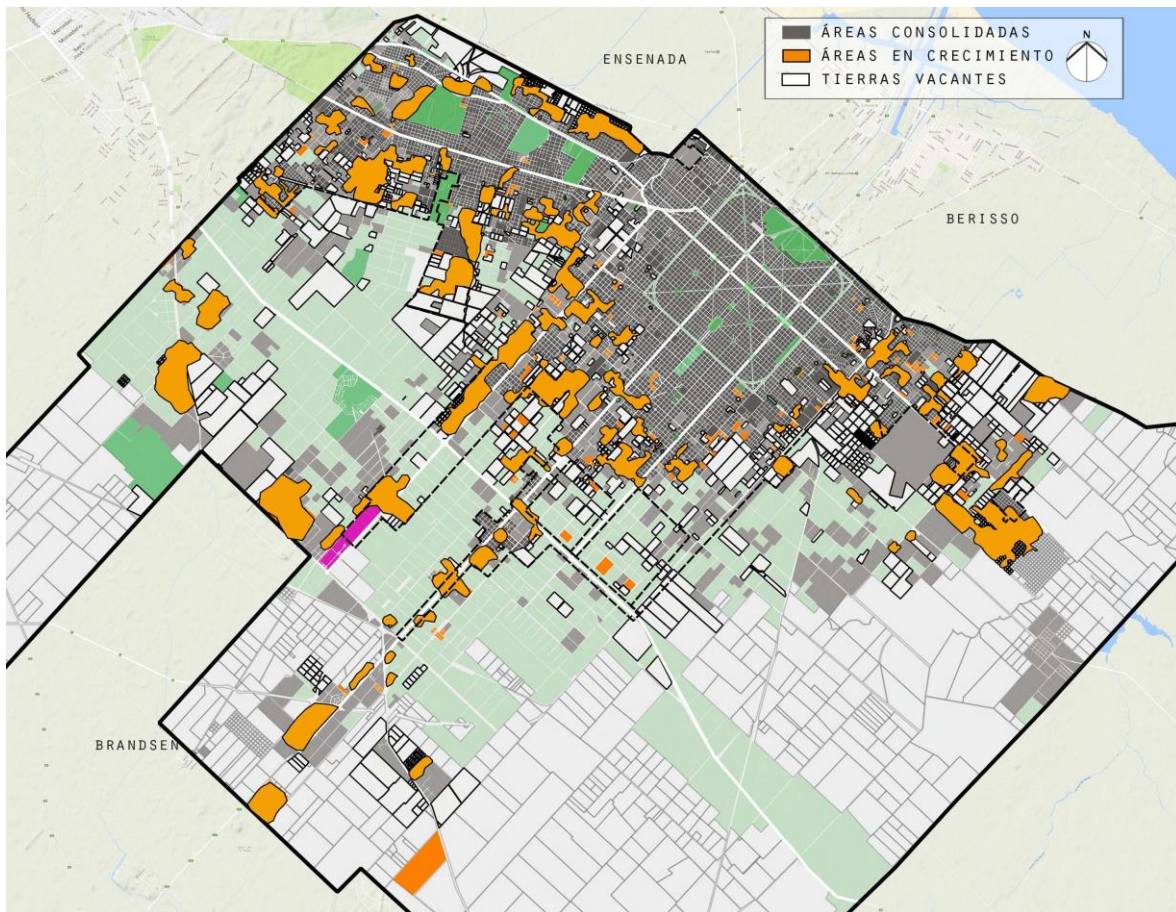 ÁREAS CONSOLIDADAS
ÁREAS EN CRECIMIENTO
TIERRAS VACANTES
N
ENSENADA
BERISSO
BRANDSEN